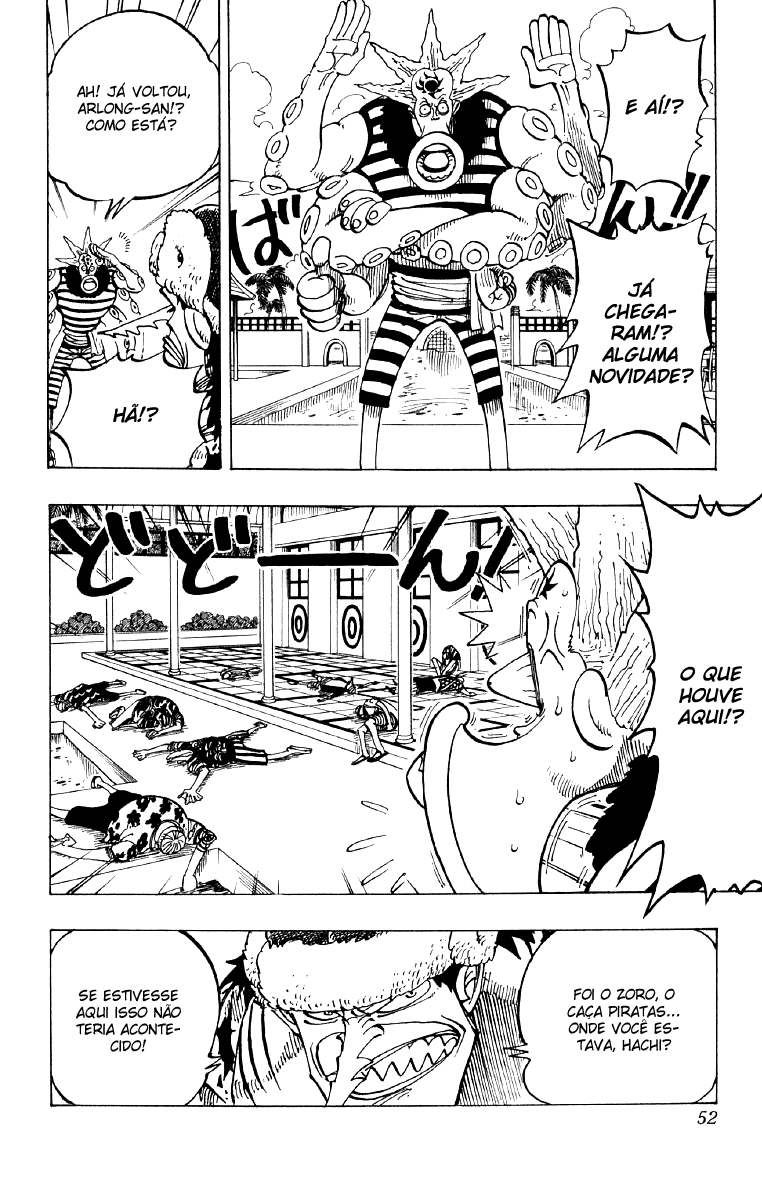 E AÍ!?
JÁ
CHEGA-
RAM!?
ALGUMA
NOVIDADE?
ばん!!
AH! JÁ VOLTOU,
ARLONG-SAN!?
COMO ESTÁ?
HÃ!?
O QUE
HOUVE
AQUI!?
どどーーん!
FOI O ZORO, O
CAÇA PIRATAS...
ONDE VOCÊ ES-
TAVA, HACHI?
SE ESTIVESSE
AQUI ISSO NÃO
TERIA ACONTE-
CIDO!
52